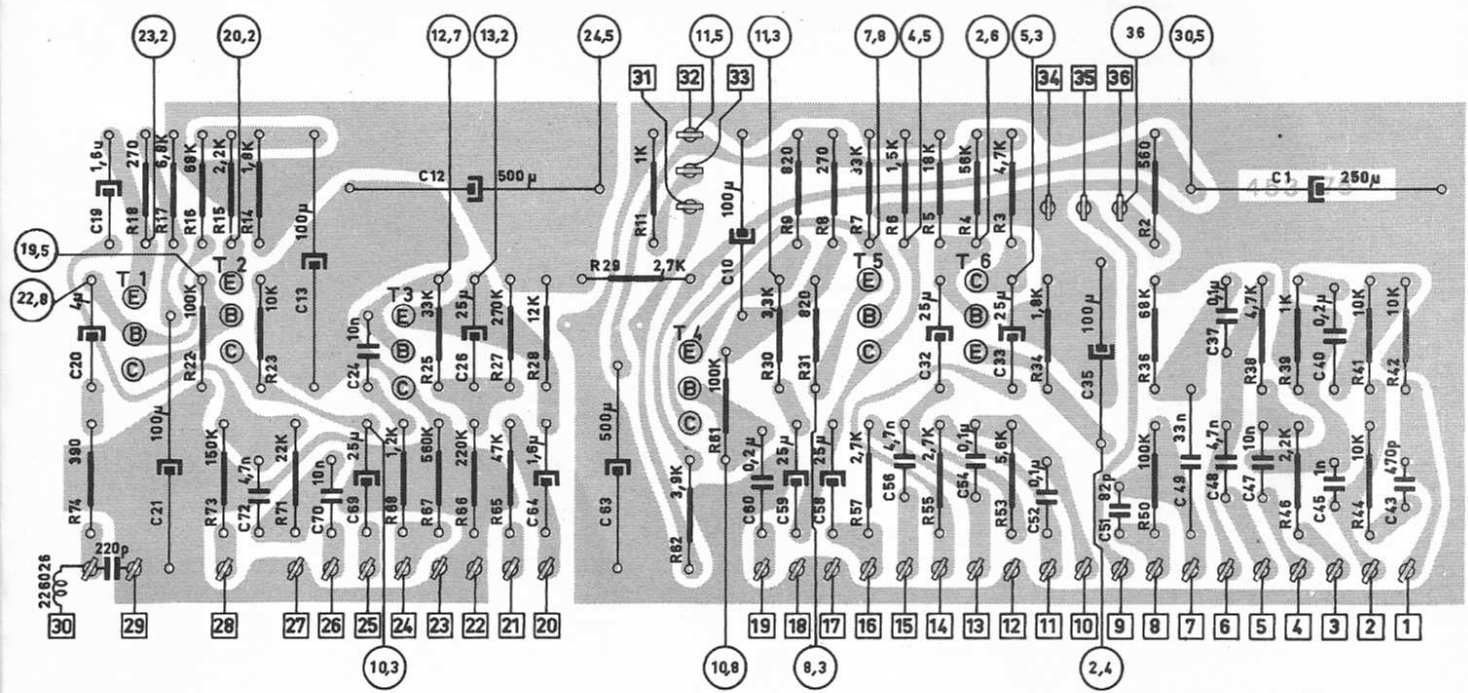 23,2 20,2 12,7 13,2 24,5 11,5 11,3 7,8 4,5 2,6 5,3 36 30,5
31 32 33 34 35 36
1,6μ 270 6,8K 68K 2,2K 1,8K 1K 820 270 33K 1,5K 18K 56K 4,7K 560
C12 500μ 100μ C1 250μ
C19 R18 R17 R16 R15 R14 100μ R11 C10 R9 R8 R7 R6 R5 R4 R3 R2
19,5
22,8
T1 T2 T3 T4 T5 T6
R29 2,7K
4μ 100K 10K C13 10n 33K 25μ 270K 12K 3,3K 820 25μ 25μ 1,8K 100μ 68K 0,1μ 4,7K 1K 0,2μ 10K 10K
E E E E E C
B B B B B B
C C C C C E
C20 R22 R23 C24 R25 C26 R27 R28 R30 R31 C32 C33 R34 C35 R36 C37 R38 R39 C40 R41 R42
100K R61
390 100μ 150K 4,7n 22K 10n 25μ 1,2K 560K 220K 47K 1,6μ 500μ 3,9K 0,2μ 25μ 25μ 2,7K 4,7n 2,7K 0,1μ 5,6K 0,1μ 82p 100K 33n 4,7n 10n 2,2K 1n 10K 470p
R74 C21 R73 C72 R71 C70 C69 R68 R67 R66 R65 C64 C63 R62 C60 C59 C58 R57 C56 R55 C54 R53 C52 C51 R50 C49 C48 C47 R46 C45 R44 C43
226026 220p
30 29 28 27 26 25 24 23 22 21 20 19 18 17 16 15 14 13 12 11 10 9 8 7 6 5 4 3 2 1
10,3 10,8 8,3 2,4